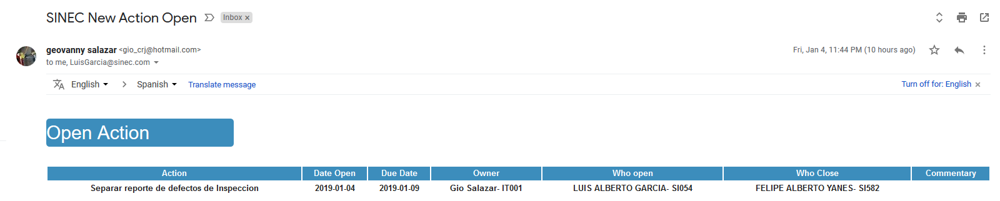 SINEC New Action Open Inbox ×
geovanny salazar <gio_crj@hotmail.com> Fri, Jan 4, 11:44 PM (10 hours ago)
to me, LuisGarcia@sinec.com
English > Spanish Translate message Turn off for: English ×
Open Action
Action Date Open Due Date Owner Who open Who Close Commentary
Separar reporte de defectos de Inspeccion 2019-01-04 2019-01-09 Gio Salazar- IT001 LUIS ALBERTO GARCIA- SI054 FELIPE ALBERTO YANES- SI582